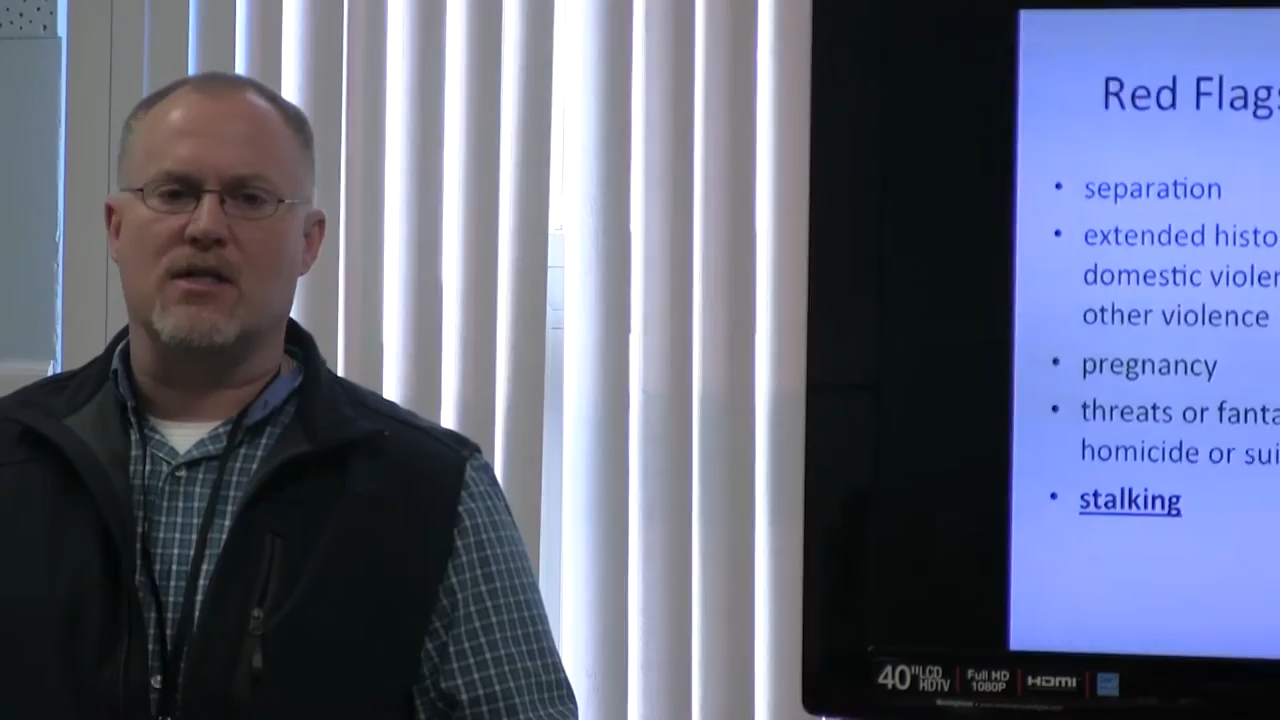 Red Flags
separation
extended histo
domestic violen
other violence
pregnancy
threats or fanta
homicide or sui
stalking
40" LCD HDTV
Full HD 1080P
HDMI